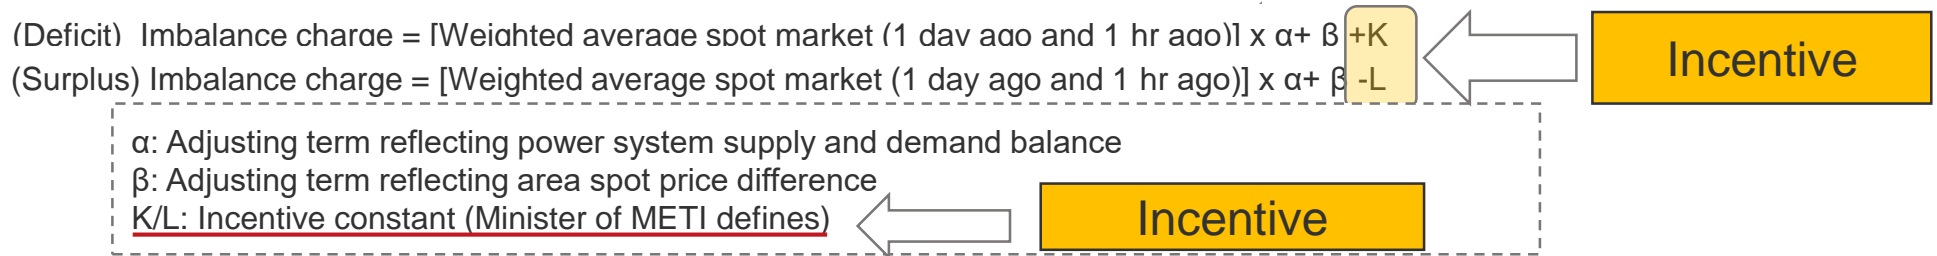 (Deficit) Imbalance charge = [Weighted average spot market (1 day ago and 1 hr ago)] x α+ β +K
(Surplus) Imbalance charge = [Weighted average spot market (1 day ago and 1 hr ago)] x α+ β -L
Incentive
α: Adjusting term reflecting power system supply and demand balance
β: Adjusting term reflecting area spot price difference
K/L: Incentive constant (Minister of METI defines)
Incentive